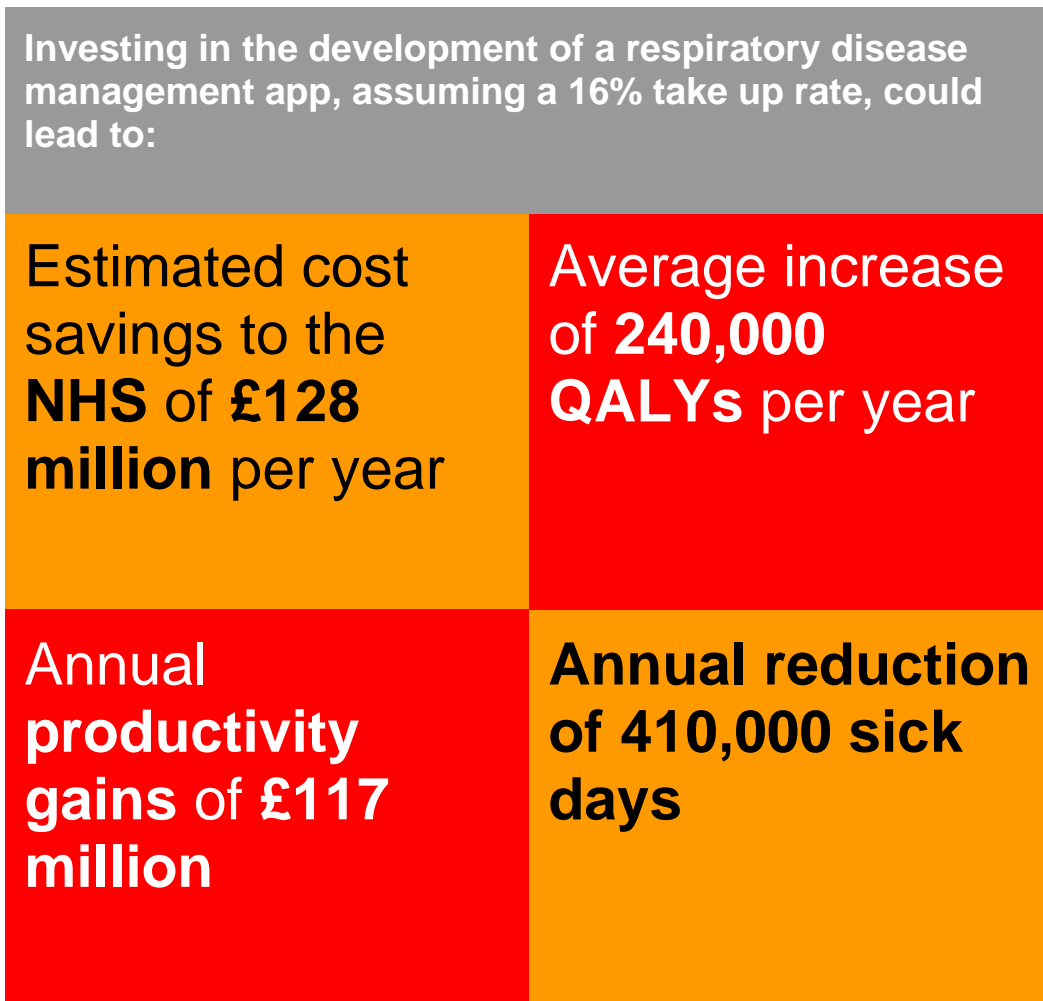 Investing in the development of a respiratory disease
management app, assuming a 16% take up rate, could
lead to:
Estimated cost
savings to the
NHS of £128
million per year
Average increase
of 240,000
QALYs per year
Annual
productivity
gains of £117
million
Annual reduction
of 410,000 sick
days